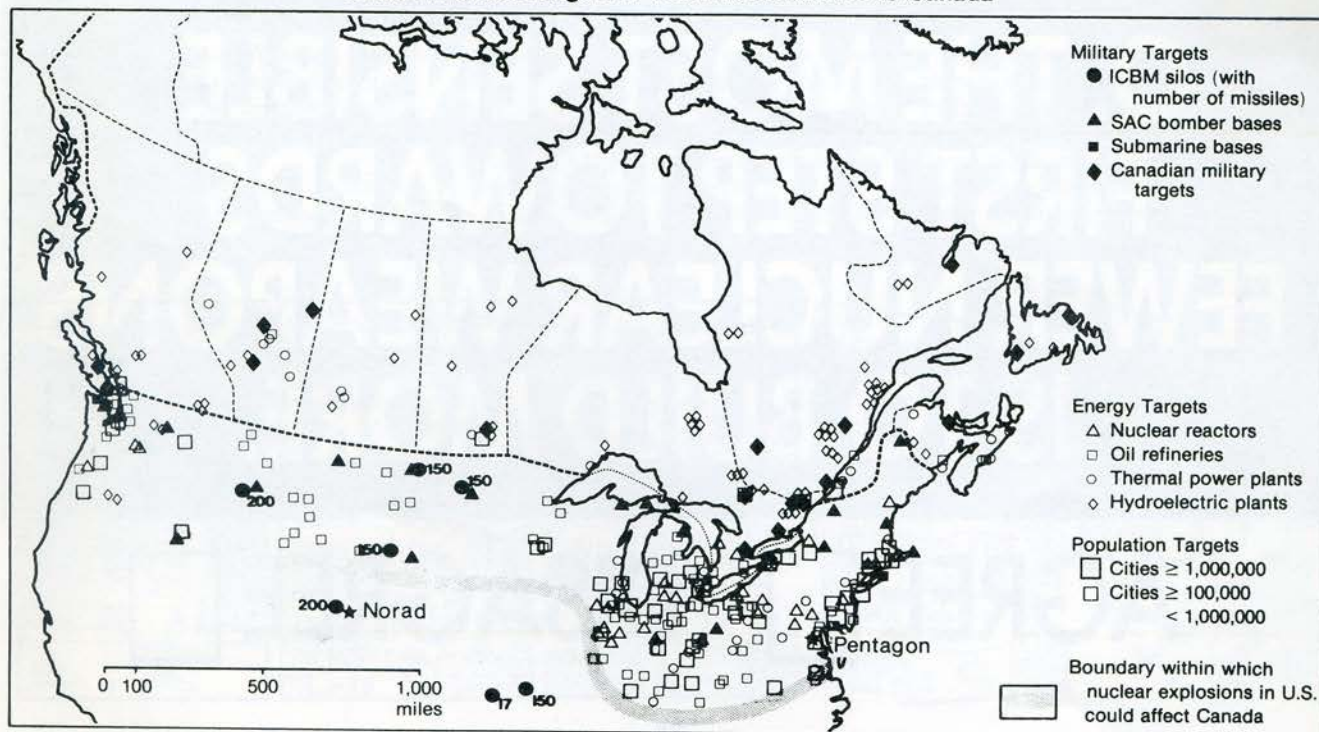 Canada
Military Targets
ICBM silos (with
number of missiles)
SAC bomber bases
Submarine bases
Canadian military
targets
Energy Targets
Nuclear reactors
Oil refineries
Thermal power plants
Hydroelectric plants
Population Targets
Cities ≥ 1,000,000
Cities ≥ 100,000
< 1,000,000
Boundary within which
nuclear explosions in U.S.
could affect Canada
150
150
200
150
200
Norad
Pentagon
17
150
0 100 500 1,000
miles